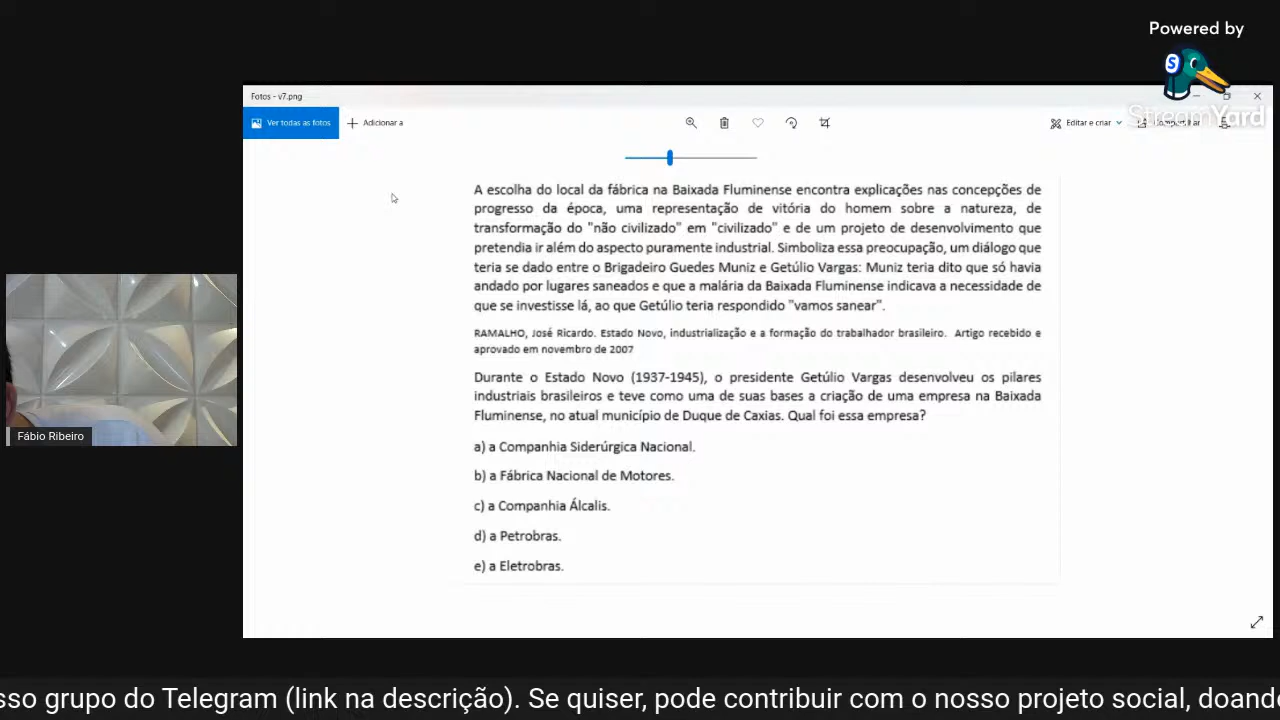 Powered by
StreamYard
Fotos - v7.png
Ver todas as fotos
Adicionar a
Editar e criar
Compartilhar
A escolha do local da fábrica na Baixada Fluminense encontra explicações nas concepções de
progresso da época, uma representação de vitória do homem sobre a natureza, de
transformação do "não civilizado" em "civilizado" e de um projeto de desenvolvimento que
pretendia ir além do aspecto puramente industrial. Simboliza essa preocupação, um diálogo que
teria se dado entre o Brigadeiro Guedes Muniz e Getúlio Vargas: Muniz teria dito que só havia
andado por lugares saneados e que a malária da Baixada Fluminense indicava a necessidade de
que se investisse lá, ao que Getúlio teria respondido "vamos sanear".
RAMALHO, José Ricardo. Estado Novo, industrialização e a formação do trabalhador brasileiro. Artigo recebido e
aprovado em novembro de 2007
Durante o Estado Novo (1937-1945), o presidente Getúlio Vargas desenvolveu os pilares
industriais brasileiros e teve como uma de suas bases a criação de uma empresa na Baixada
Fluminense, no atual município de Duque de Caxias. Qual foi essa empresa?
a) a Companhia Siderúrgica Nacional.
b) a Fábrica Nacional de Motores.
c) a Companhia Álcalis.
d) a Petrobras.
e) a Eletrobras.
Fábio Ribeiro
sso grupo do Telegram (link na descrição). Se quiser, pode contribuir com o nosso projeto social, doand